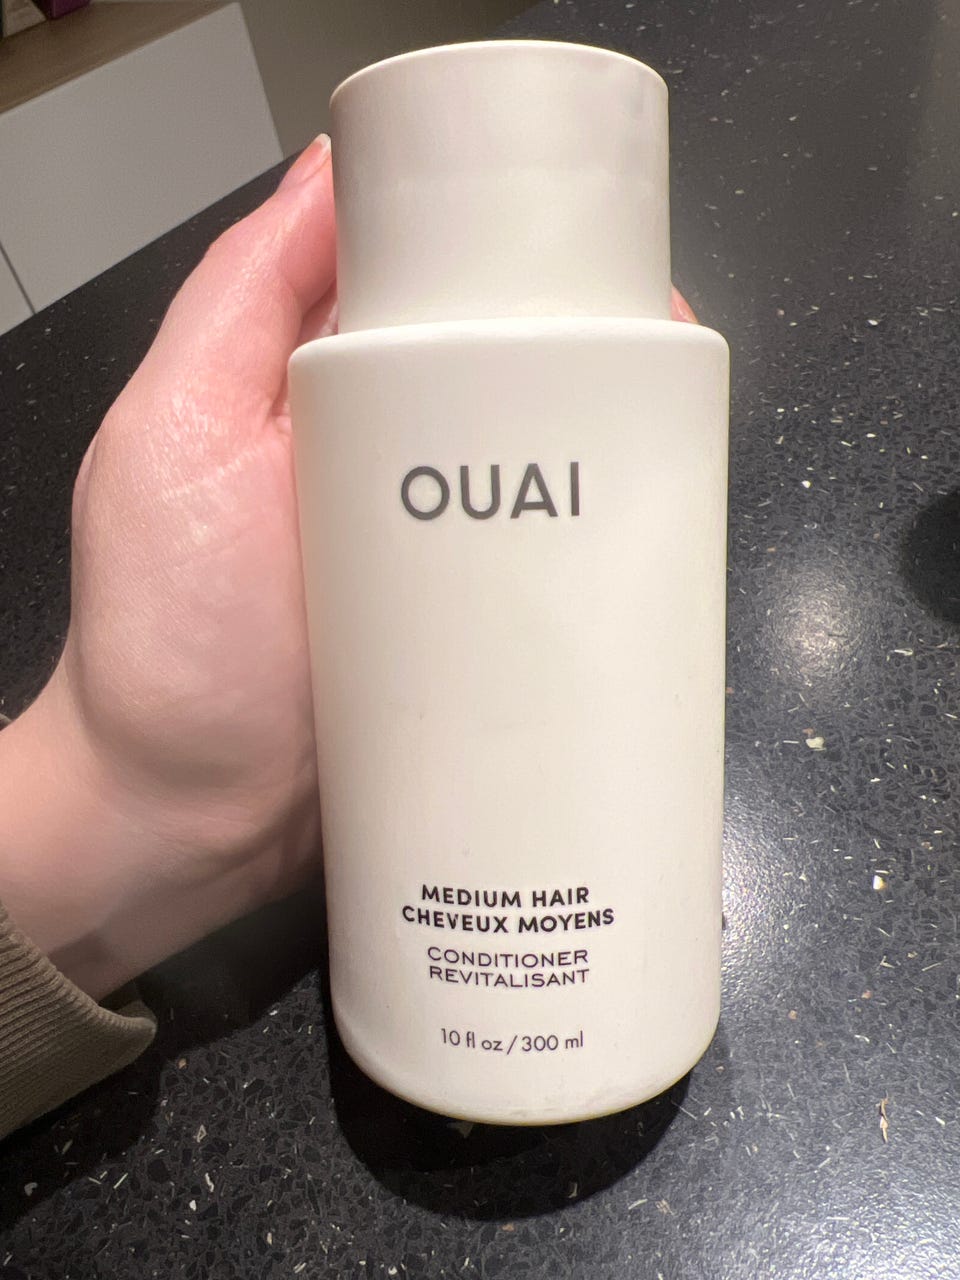 OUAI
MEDIUM HAIR
CHEVEUX MOYENS
CONDITIONER
REVITALISANT
10 fl oz / 300 ml